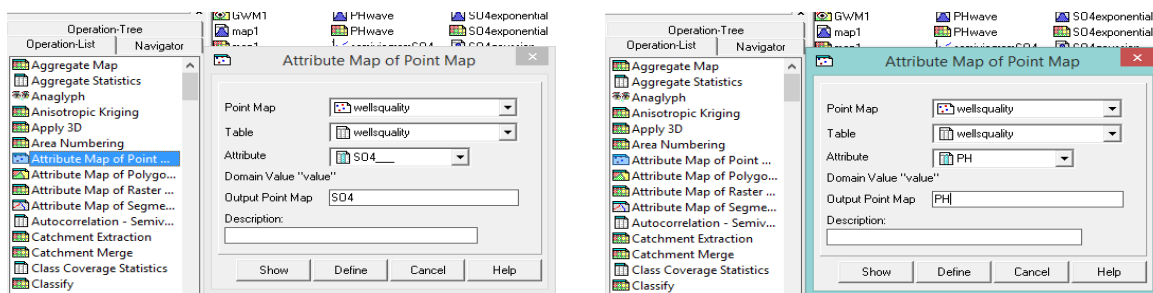 GWM1 PHwave SO4exponential
Operation-Tree
map1 PHwave SO4exponential
Operation-List Navigator
Attribute Map of Point Map
Aggregate Map
Aggregate Statistics
Anaglyph
Anisotropic Kriging
Apply 3D
Area Numbering
Attribute Map of Point ...
Attribute Map of Polygo...
Attribute Map of Raster ...
Attribute Map of Segme...
Autocorrelation - Semiv...
Catchment Extraction
Catchment Merge
Class Coverage Statistics
Classify
Point Map wellsquality
Table wellsquality
Attribute SO4___
Domain Value "value"
Output Point Map SO4
Description:
Show Define Cancel Help
GWM1 PHwave SO4exponential
Operation-Tree
map1 PHwave SO4exponential
Operation-List Navigator
Attribute Map of Point Map
Aggregate Map
Aggregate Statistics
Anaglyph
Anisotropic Kriging
Apply 3D
Area Numbering
Attribute Map of Point ...
Attribute Map of Polygo...
Attribute Map of Raster ...
Attribute Map of Segme...
Autocorrelation - Semiv...
Catchment Extraction
Catchment Merge
Class Coverage Statistics
Classify
Point Map wellsquality
Table wellsquality
Attribute PH
Domain Value "value"
Output Point Map PH
Description:
Show Define Cancel Help